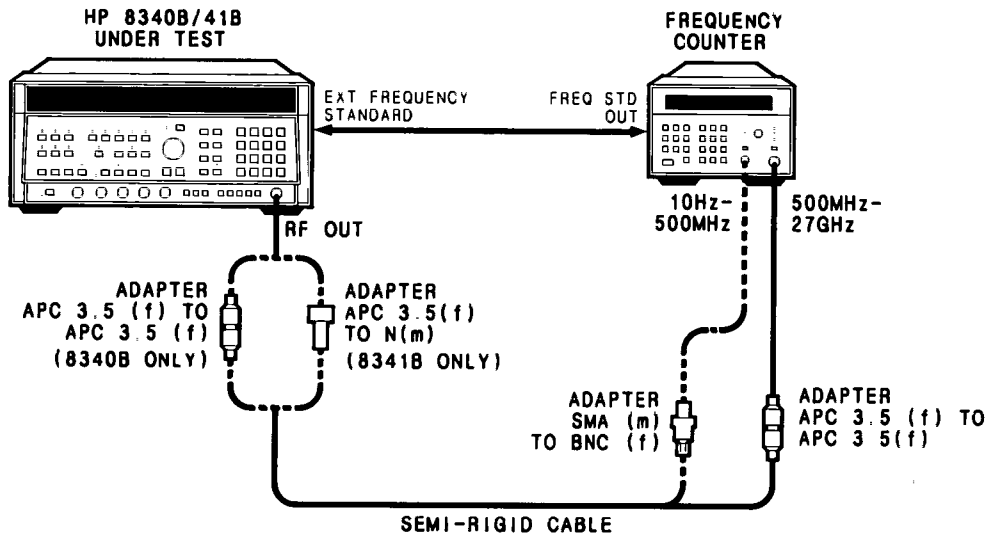 HP 8340B/41B
UNDER TEST
FREQUENCY
COUNTER
EXT FREQUENCY
STANDARD
FREQ STD
OUT
10Hz-
500MHz
500MHz-
27GHz
RF OUT
ADAPTER
APC 3.5 (f) TO
APC 3.5 (f)
(8340B ONLY)
ADAPTER
APC 3.5(f)
TO N(m)
(8341B ONLY)
ADAPTER
SMA (m)
TO BNC (f)
ADAPTER
APC 3.5 (f) TO
APC 3 5(f)
SEMI-RIGID CABLE